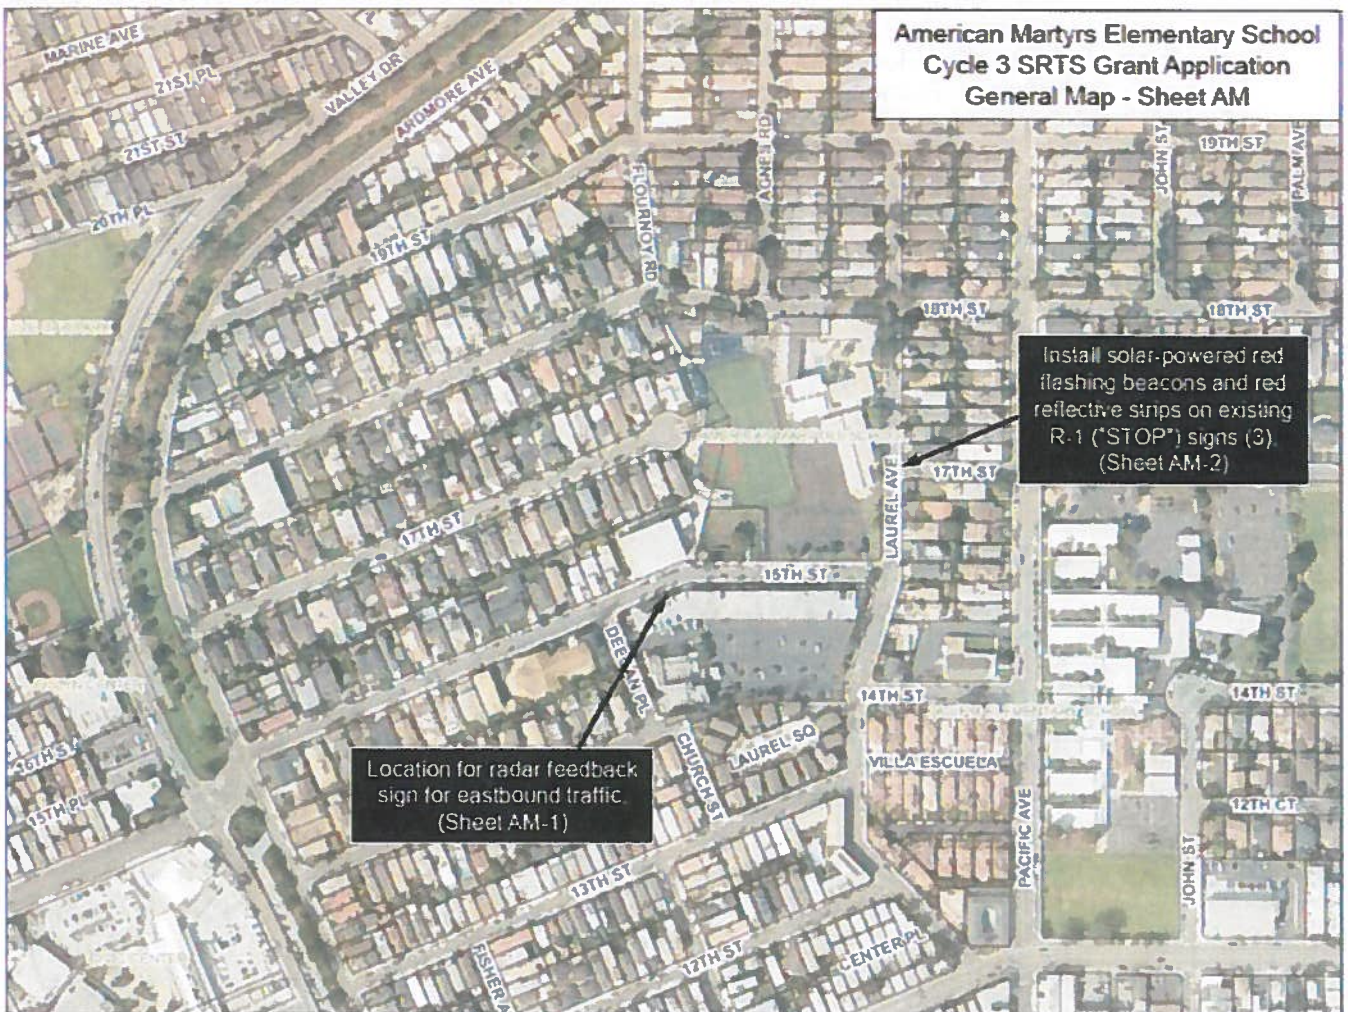 American Martyrs Elementary School
Cycle 3 SRTS Grant Application
General Map - Sheet AM
MARINE AVE
21ST PL
VALLEY DR
ARDMORE AVE
21ST ST
20TH PL
19TH ST
FLOURNOY RD
AGNES RD
JOHN ST
19TH ST
PALM AVE
18TH ST
18TH ST
Install solar-powered red
flashing beacons and red
reflective strips on existing
R-1 ("STOP") signs (3).
(Sheet AM-2)
17TH ST
LAUREL AVE
17TH ST
15TH ST
DEEGAN PL
14TH ST
14TH ST
CHURCH ST
LAUREL SQ
VILLA ESCUELA
16TH ST
15TH PL
Location for radar feedback
sign for eastbound traffic.
(Sheet AM-1)
12TH CT
PACIFIC AVE
JOHN ST
13TH ST
12TH ST
CENTER PL
FISHER A